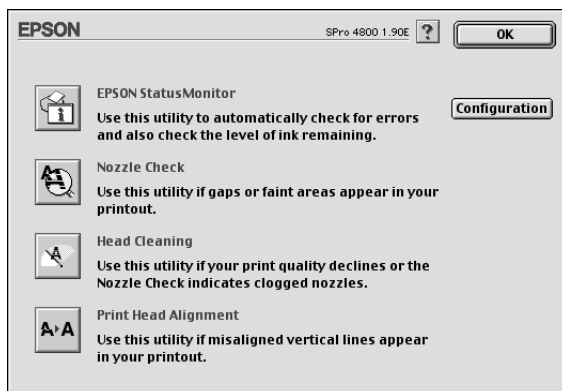 EPSON
SPro 4800 1.90E
?
OK
EPSON StatusMonitor
Use this utility to automatically check for errors
and also check the level of ink remaining.
Configuration
Nozzle Check
Use this utility if gaps or faint areas appear in your
printout.
Head Cleaning
Use this utility if your print quality declines or the
Nozzle Check indicates clogged nozzles.
A▸A
Print Head Alignment
Use this utility if misaligned vertical lines appear
in your printout.